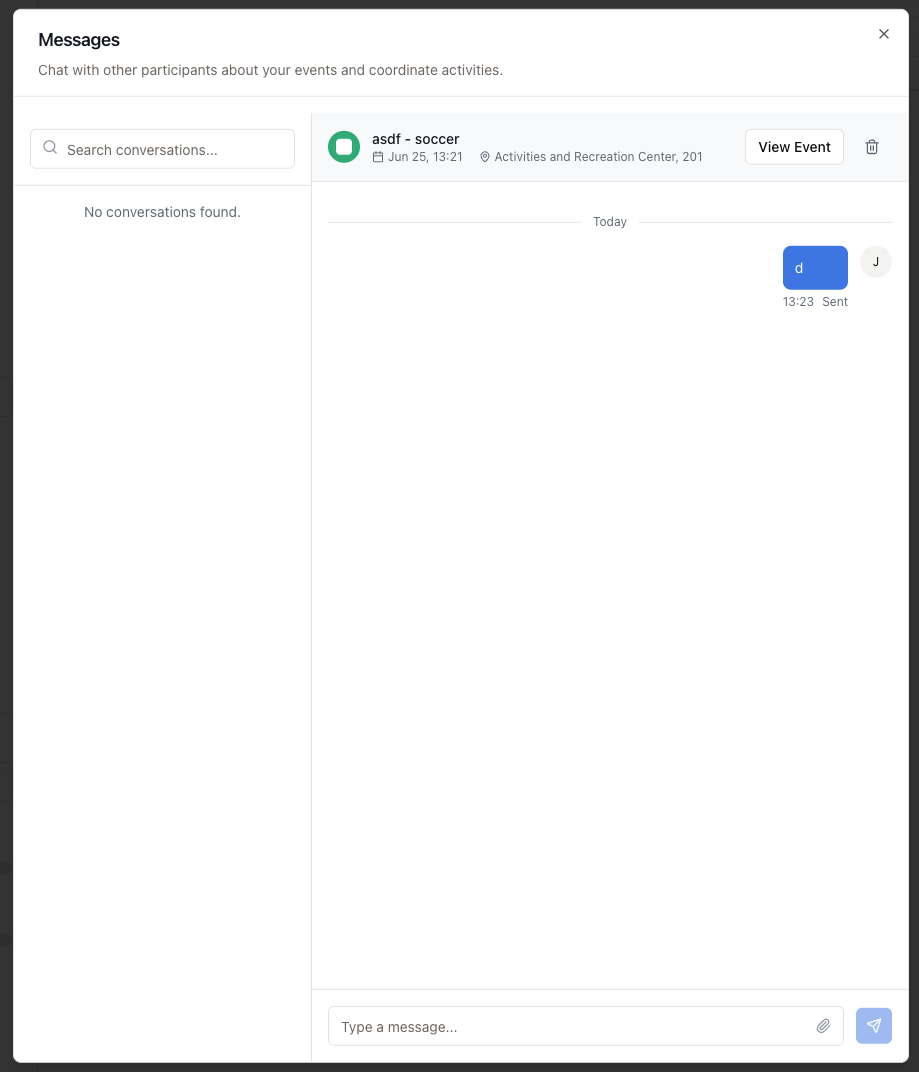 Messages
Chat with other participants about your events and coordinate activities.
Search conversations...
No conversations found.
asdf - soccer
Jun 25, 13:21 Activities and Recreation Center, 201
View Event
Today
d
J
13:23 Sent
Type a message...